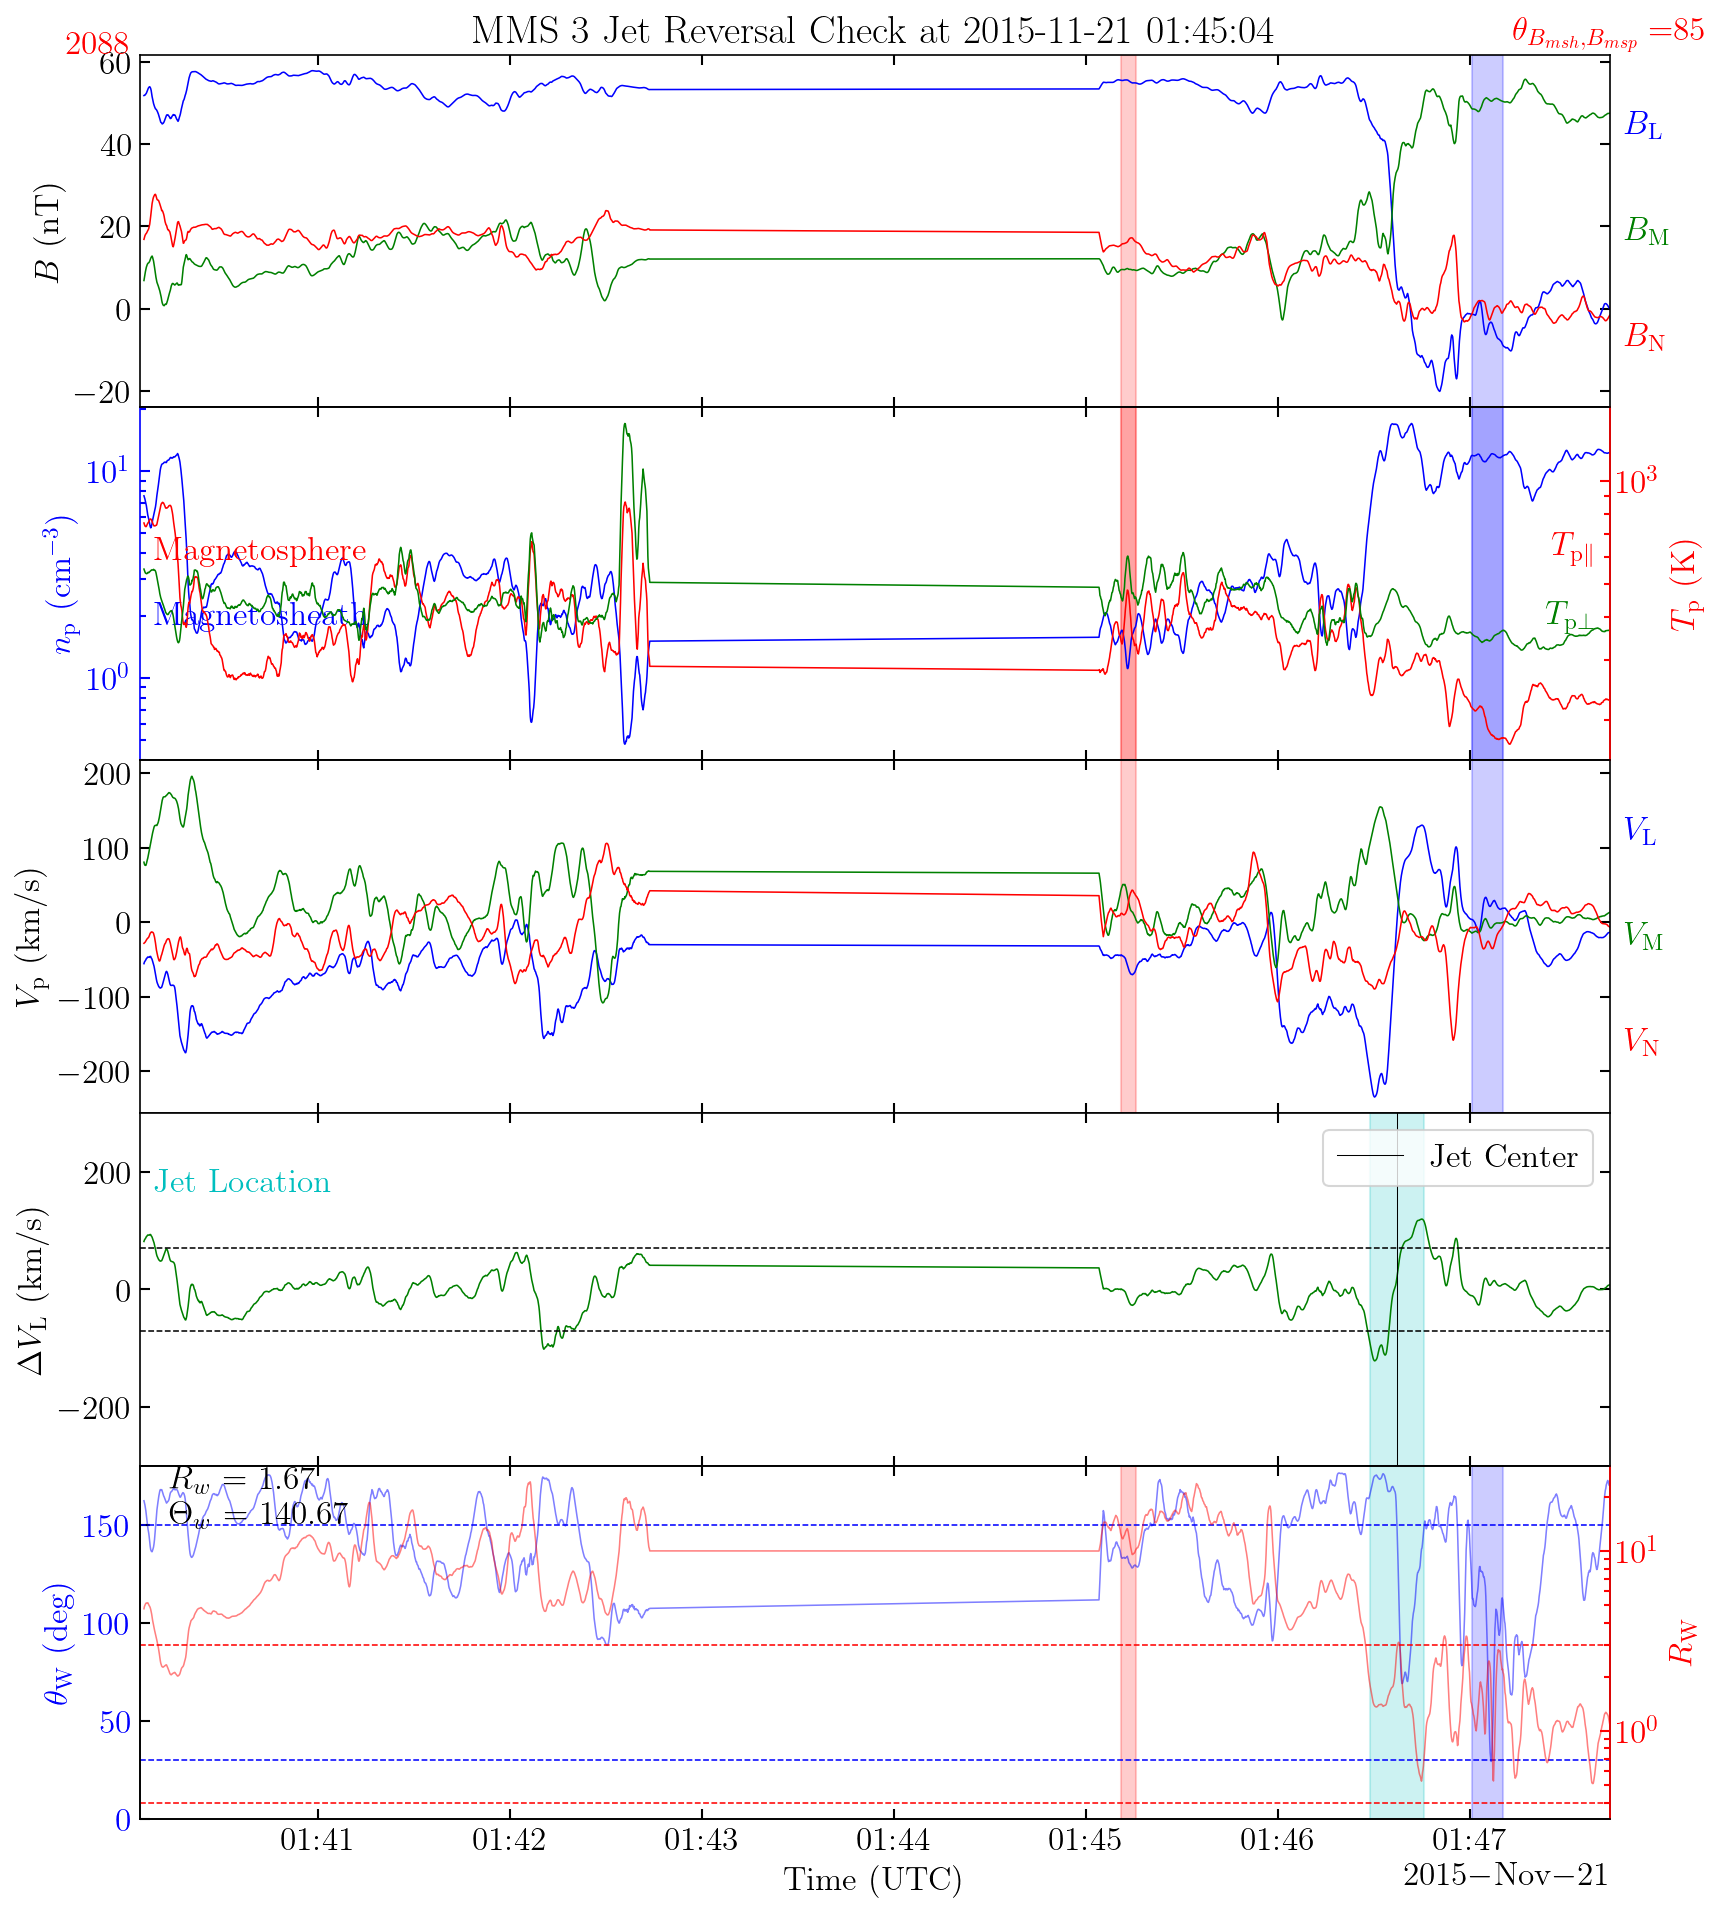 MMS 3 Jet Reversal Check at 2015-11-21 01:45:04
2088
θ_{B_{msh},B_{msp}} =85
60
40
20
0
−20
B (nT)
B_L
B_M
B_N
10^1
10^0
n_p (cm^{−3})
Magnetosphere
Magnetosheath
10^3
T_{p∥}
T_{p⊥}
T_p (K)
200
100
0
−100
−200
V_p (km/s)
V_L
V_M
V_N
200
0
−200
ΔV_L (km/s)
Jet Location
Jet Center
R_w = 1.67
Θ_w = 140.67
150
100
50
0
θ_W (deg)
10^1
10^0
R_W
01:41 01:42 01:43 01:44 01:45 01:46 01:47
2015−Nov−21
Time (UTC)